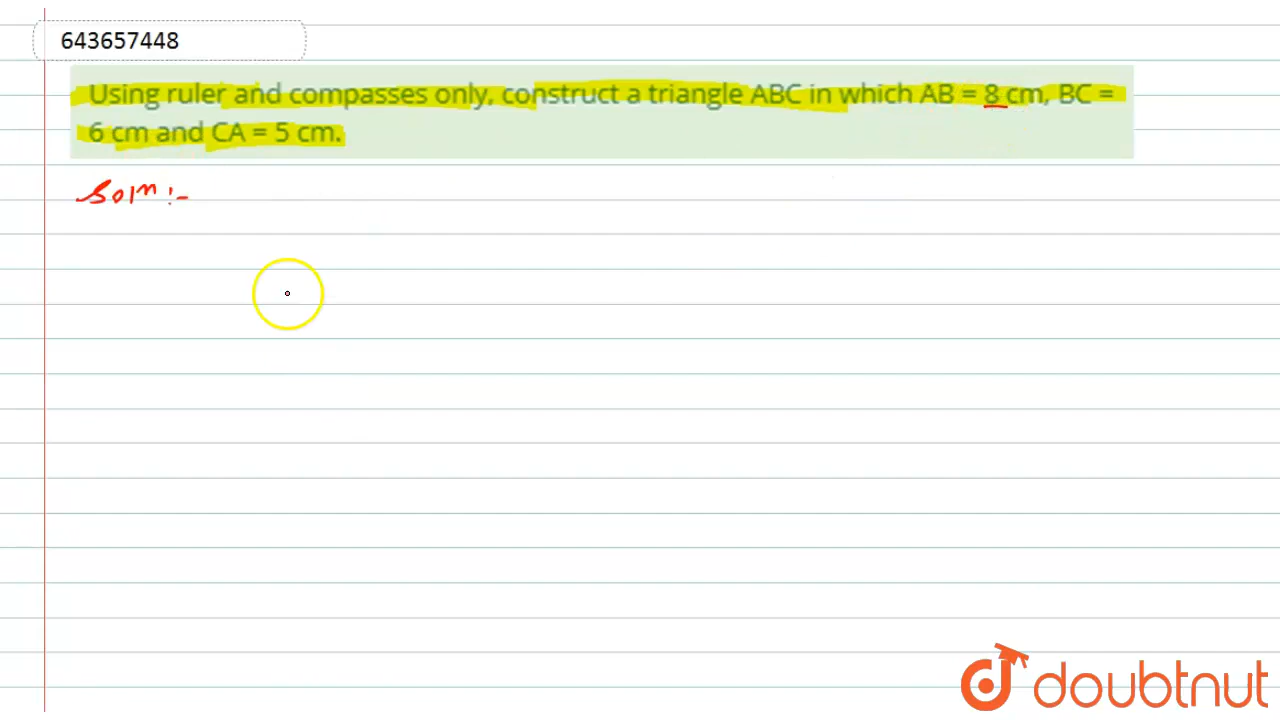 643657448
Using ruler and compasses only, construct a triangle ABC in which AB = 8 cm, BC =
6 cm and CA = 5 cm.
Soln :-
doubtnut